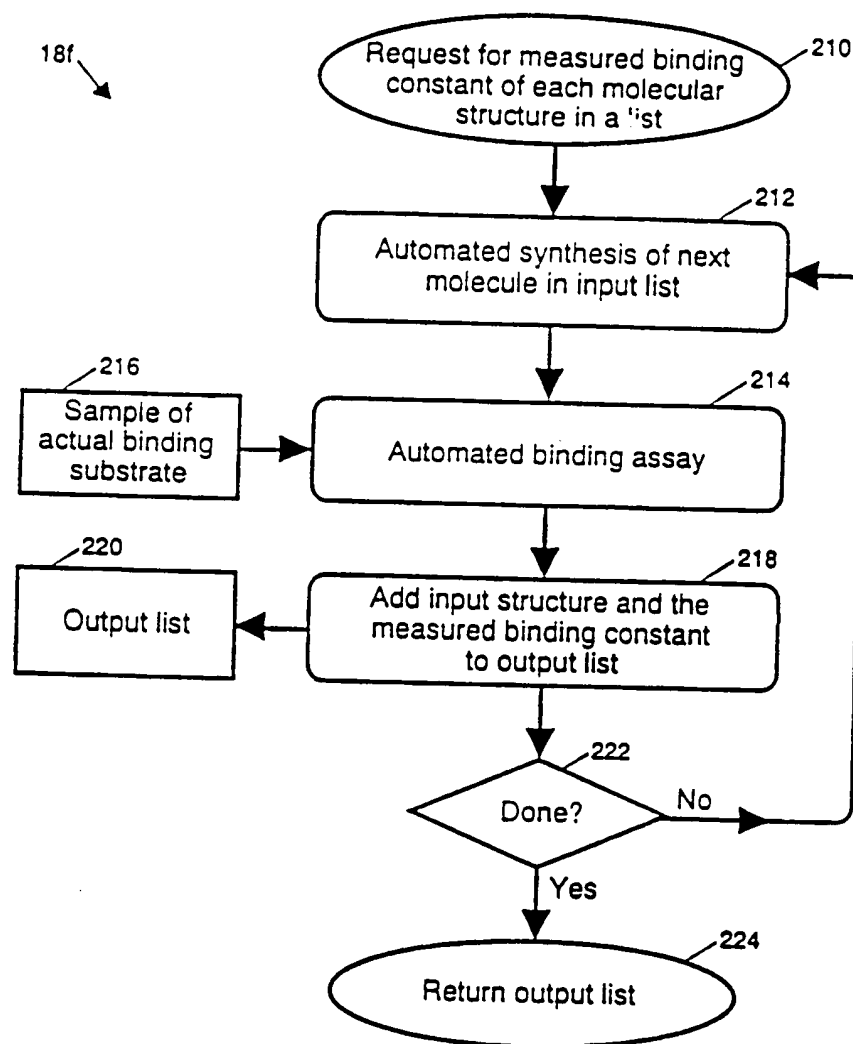 18f
Request for measured binding
constant of each molecular
structure in a list
210
212
Automated synthesis of next
molecule in input list
216
Sample of
actual binding
substrate
214
Automated binding assay
220
Output list
218
Add input structure and the
measured binding constant
to output list
222
Done?
No
Yes
224
Return output list